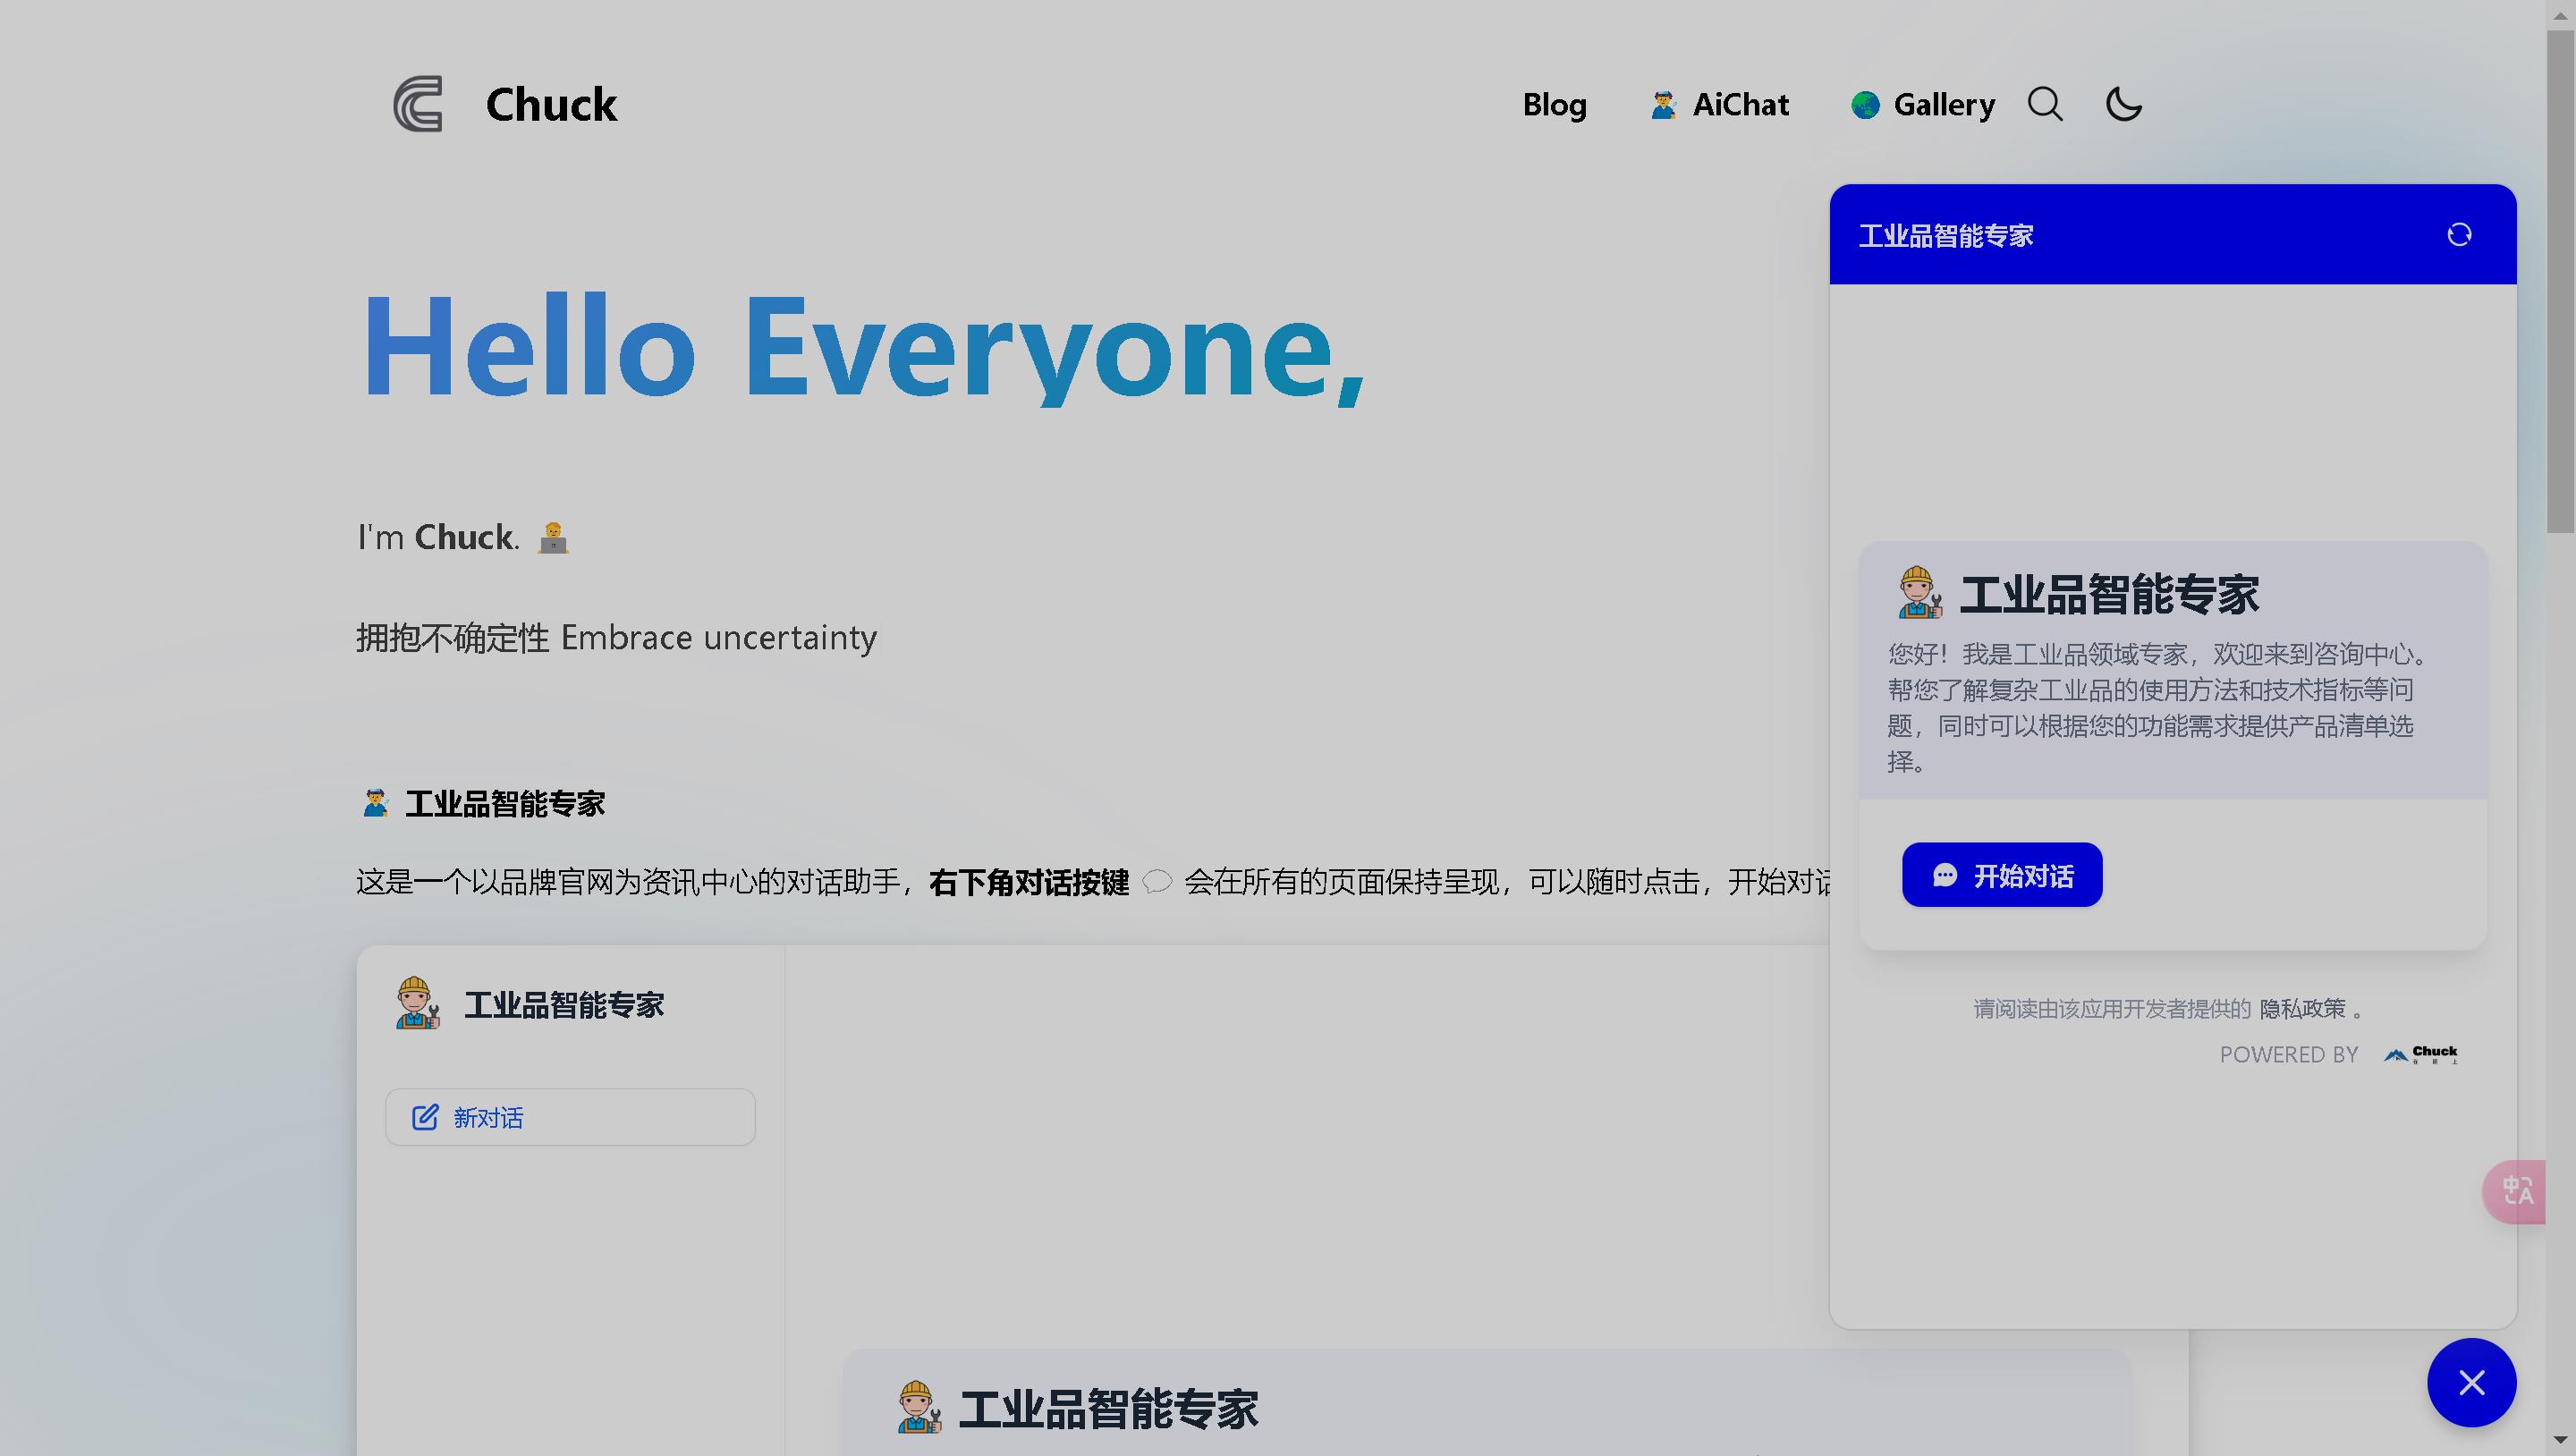 Chuck
Blog
AiChat
Gallery
Hello Everyone,
I'm Chuck.
拥抱不确定性 Embrace uncertainty
工业品智能专家
这是一个以品牌官网为资讯中心的对话助手，右下角对话按键 会在所有的页面保持呈现，可以随时点击，开始对
工业品智能专家
新对话
工业品智能专家
工业品智能专家
工业品智能专家
您好！我是工业品领域专家，欢迎来到咨询中心。
帮您了解复杂工业品的使用方法和技术指标等问
题，同时可以根据您的功能需求提供产品清单选
择。
开始对话
请阅读由该应用开发者提供的 隐私政策 。
POWERED BY Chuck
中A